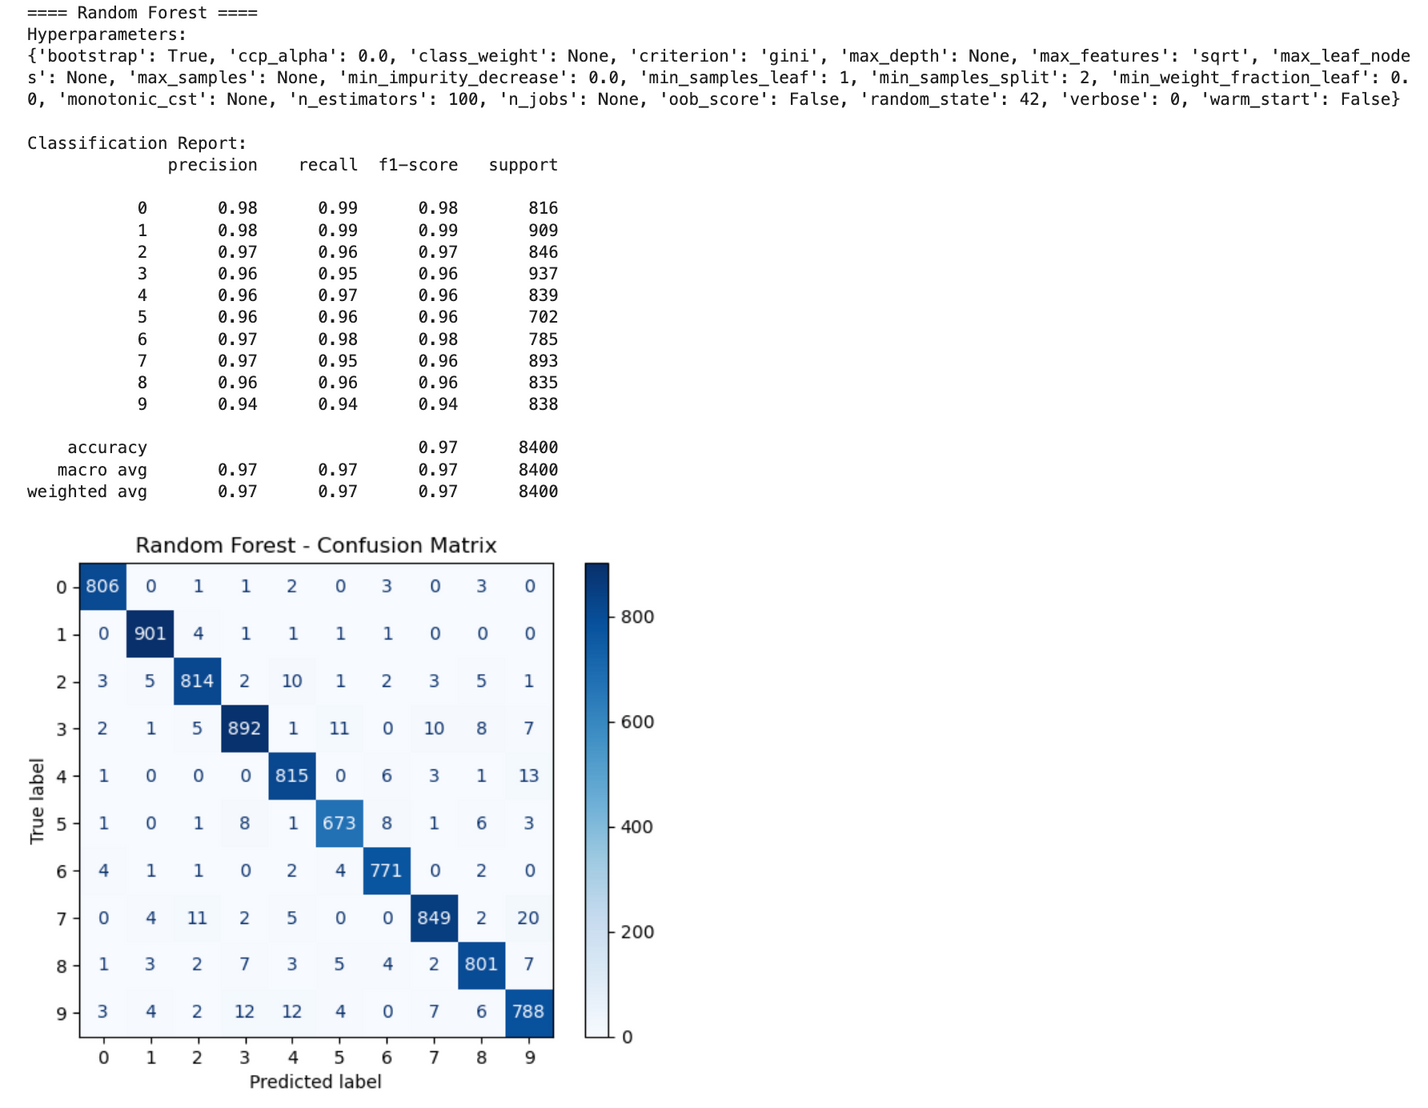 ==== Random Forest ====
Hyperparameters:
{'bootstrap': True, 'ccp_alpha': 0.0, 'class_weight': None, 'criterion': 'gini', 'max_depth': None, 'max_features': 'sqrt', 'max_leaf_node
s': None, 'max_samples': None, 'min_impurity_decrease': 0.0, 'min_samples_leaf': 1, 'min_samples_split': 2, 'min_weight_fraction_leaf': 0.
0, 'monotonic_cst': None, 'n_estimators': 100, 'n_jobs': None, 'oob_score': False, 'random_state': 42, 'verbose': 0, 'warm_start': False}
Classification Report:
precision recall f1-score support
0 0.98 0.99 0.98 816
1 0.98 0.99 0.99 909
2 0.97 0.96 0.97 846
3 0.96 0.95 0.96 937
4 0.96 0.97 0.96 839
5 0.96 0.96 0.96 702
6 0.97 0.98 0.98 785
7 0.97 0.95 0.96 893
8 0.96 0.96 0.96 835
9 0.94 0.94 0.94 838
accuracy 0.97 8400
macro avg 0.97 0.97 0.97 8400
weighted avg 0.97 0.97 0.97 8400
Random Forest - Confusion Matrix
0 806 0 1 1 2 0 3 0 3 0
1 0 901 4 1 1 1 1 0 0 0
2 3 5 814 2 10 1 2 3 5 1
3 2 1 5 892 1 11 0 10 8 7
4 1 0 0 0 815 0 6 3 1 13
5 1 0 1 8 1 673 8 1 6 3
6 4 1 1 0 2 4 771 0 2 0
7 0 4 11 2 5 0 0 849 2 20
8 1 3 2 7 3 5 4 2 801 7
9 3 4 2 12 12 4 0 7 6 788
0 1 2 3 4 5 6 7 8 9
Predicted label
True label
800
600
400
200
0